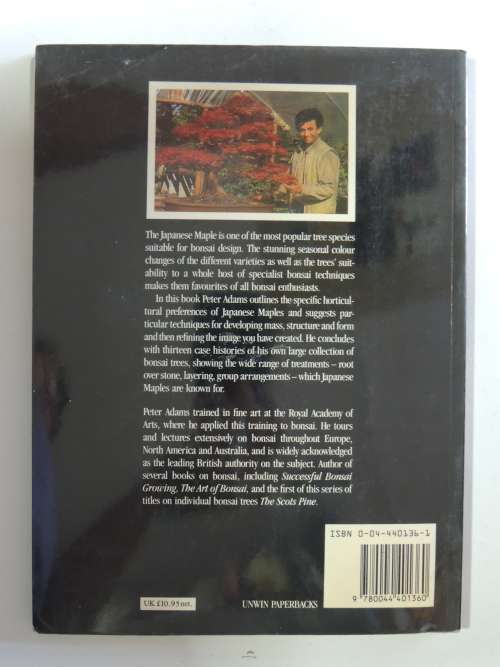 The Japanese Maple is one of the most popular tree species
suitable for bonsai design. The stunning seasonal colour
changes of the different varieties as well as the trees' suit-
ability to a whole host of specialist bonsai techniques
makes them favourites of all bonsai enthusiasts.
In this book Peter Adams outlines the specific horticul-
tural preferences of Japanese Maples and suggests par-
ticular techniques for developing mass, structure and form
and then refining the image you have created. He concludes
with thirteen case histories of his own large collection of
bonsai trees, showing the wide range of treatments – root
over stone, layering, group arrangements – which Japanese
Maples are known for.
Peter Adams trained in fine art at the Royal Academy of
Arts, where he applied this training to bonsai. He tours
and lectures extensively on bonsai throughout Europe,
North America and Australia, and is widely acknowledged
as the leading British authority on the subject. Author of
several books on bonsai, including Successful Bonsai
Growing, The Art of Bonsai, and the first of this series of
titles on individual bonsai trees The Scots Pine.
ISBN 0-04-440136-1
9 780044 401360
UK £10.95 net.
UNWIN PAPERBACKS